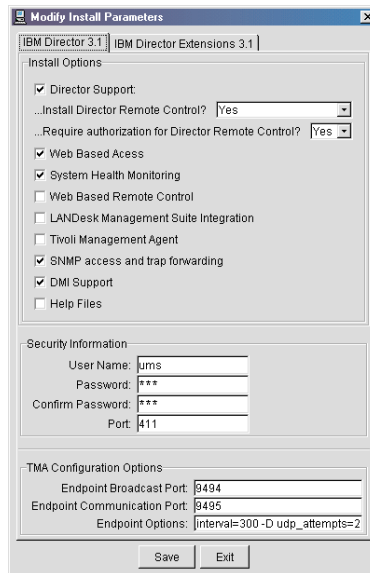 Modify Install Parameters
IBM Director 3.1 IBM Director Extensions 3.1
Install Options
Director Support:
...Install Director Remote Control? Yes
...Require authorization for Director Remote Control? Yes
Web Based Acess
System Health Monitoring
Web Based Remote Control
LANDesk Management Suite Integration
Tivoli Management Agent
SNMP access and trap forwarding
DMI Support
Help Files
Security Information
User Name: ums
Password: ***
Confirm Password: ***
Port: 411
TMA Configuration Options
Endpoint Broadcast Port: 9494
Endpoint Communication Port: 9495
Endpoint Options: interval=300 -D udp_attempts=2
Save Exit